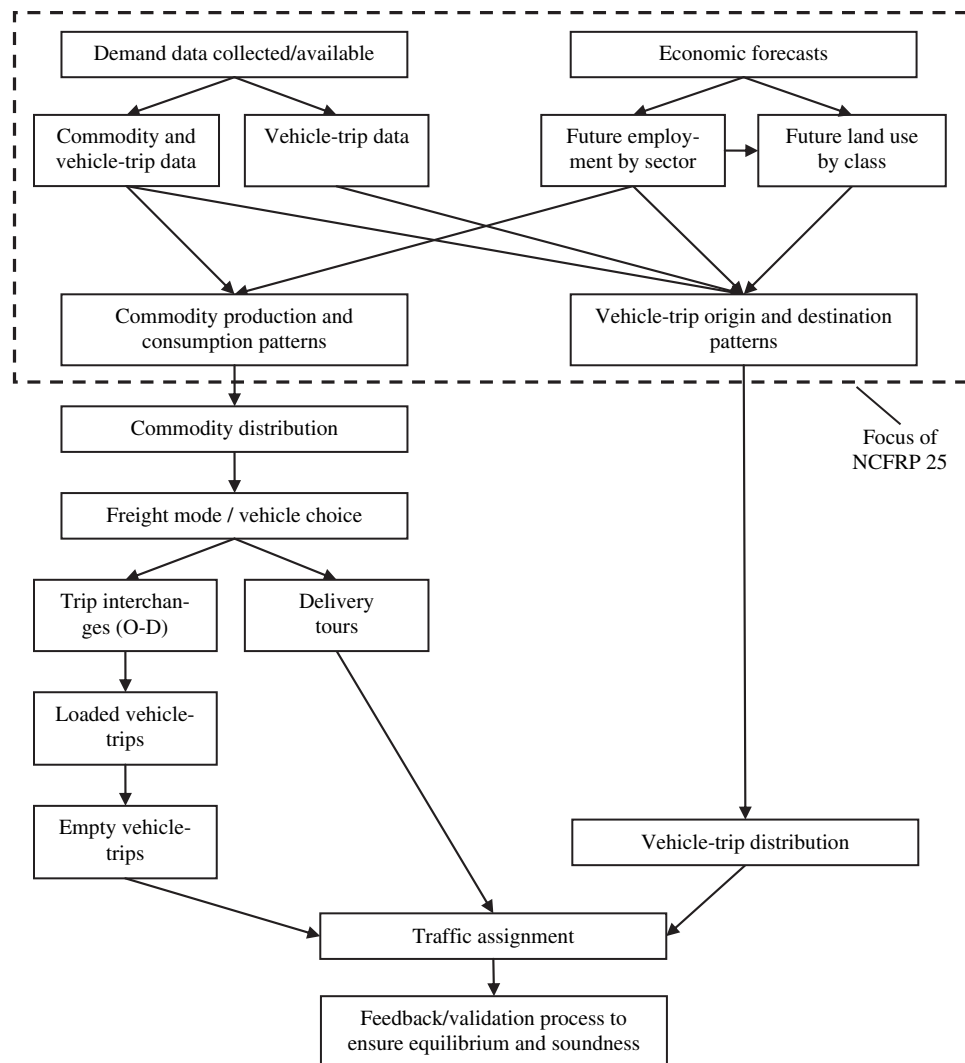 Demand data collected/available
Economic forecasts
Commodity and
vehicle-trip data
Vehicle-trip data
Future employ-
ment by sector
Future land use
by class
Commodity production and
consumption patterns
Vehicle-trip origin and destination
patterns
Commodity distribution
Focus of
NCFRP 25
Freight mode / vehicle choice
Trip interchan-
ges (O-D)
Delivery
tours
Loaded vehicle-
trips
Empty vehicle-
trips
Vehicle-trip distribution
Traffic assignment
Feedback/validation process to
ensure equilibrium and soundness